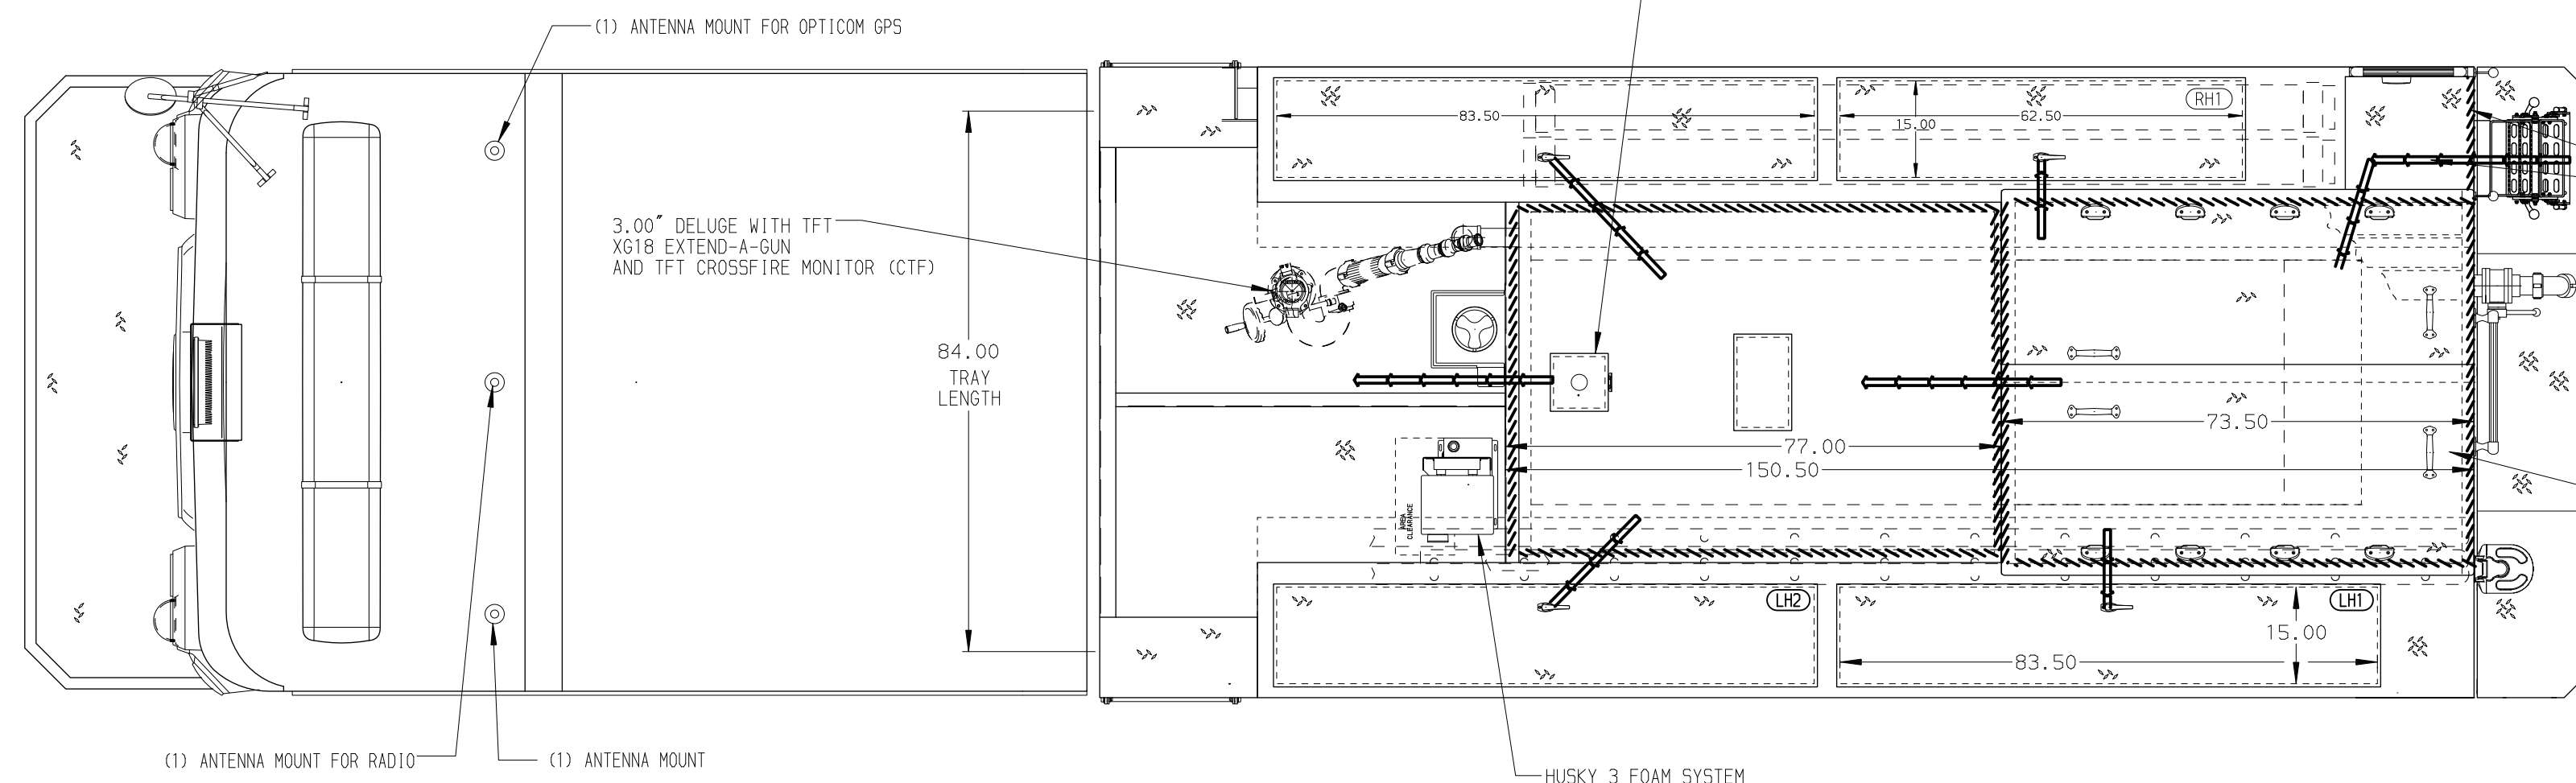 (1) ANTENNA MOUNT FOR OPTICOM GPS
83.50
15.00
62.50
RH1
3.00" DELUGE WITH TFT
XG18 EXTEND-A-GUN
AND TFT CROSSFIRE MONITOR (CTF)
84.00
TRAY
LENGTH
73.50
77.00
150.50
AREA
CLEARANCE
LH2
LH1
15.00
83.50
(1) ANTENNA MOUNT FOR RADIO
(1) ANTENNA MOUNT
HUSKY 3 FOAM SYSTEM